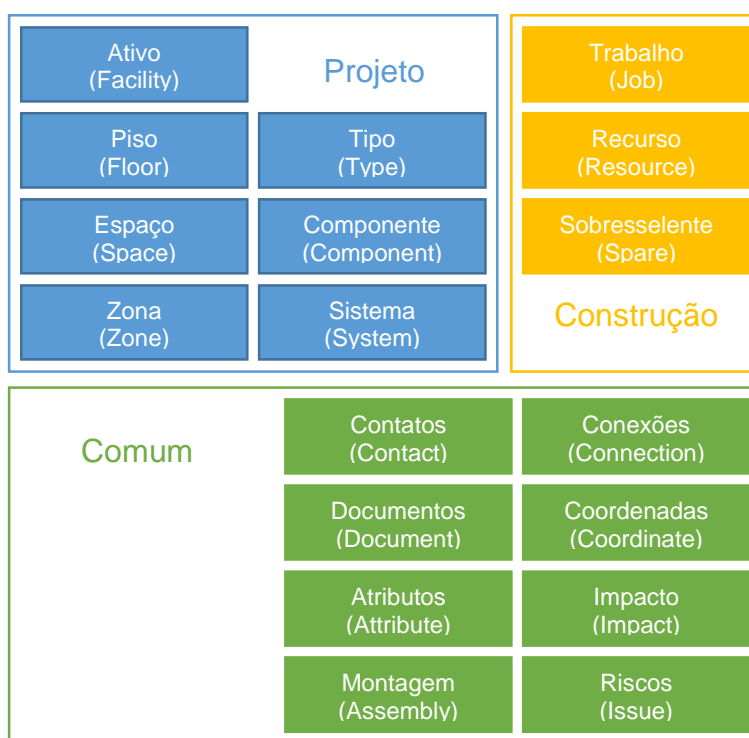 Ativo
(Facility)
Projeto
Piso
(Floor)
Tipo
(Type)
Espaço
(Space)
Componente
(Component)
Zona
(Zone)
Sistema
(System)
Trabalho
(Job)
Recurso
(Resource)
Sobresselente
(Spare)
Construção
Comum
Contatos
(Contact)
Conexões
(Connection)
Documentos
(Document)
Coordenadas
(Coordinate)
Atributos
(Attribute)
Impacto
(Impact)
Montagem
(Assembly)
Riscos
(Issue)